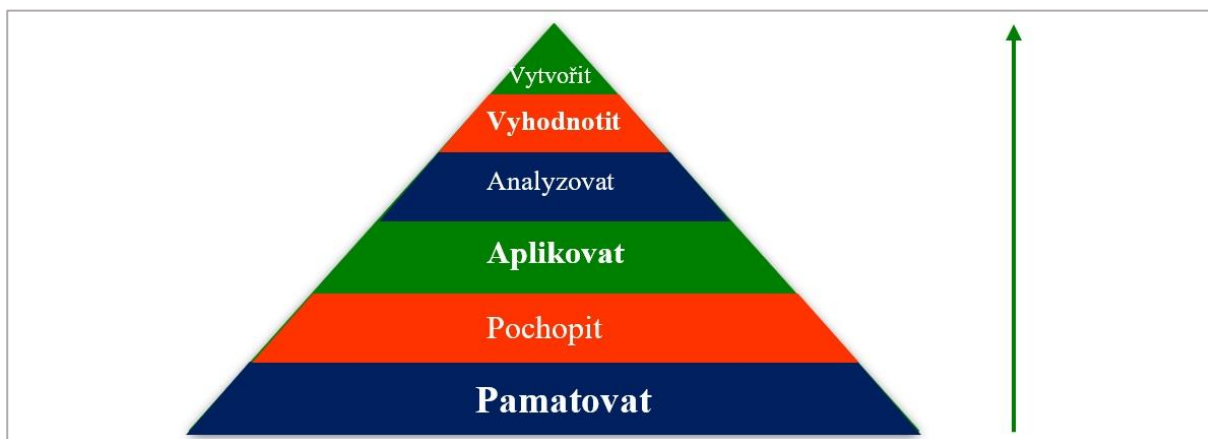 Vytvořit
Vyhodnotit
Analyzovat
Aplikovat
Pochopit
Pamatovat